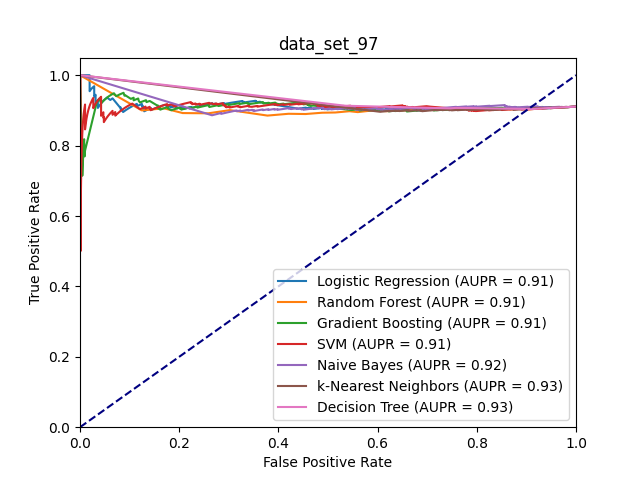 data_set_97
True Positive Rate
1.0
0.8
0.6
0.4
0.2
0.0
Logistic Regression (AUPR = 0.91)
Random Forest (AUPR = 0.91)
Gradient Boosting (AUPR = 0.91)
SVM (AUPR = 0.91)
Naive Bayes (AUPR = 0.92)
k-Nearest Neighbors (AUPR = 0.93)
Decision Tree (AUPR = 0.93)
0.0 0.2 0.4 0.6 0.8 1.0
False Positive Rate